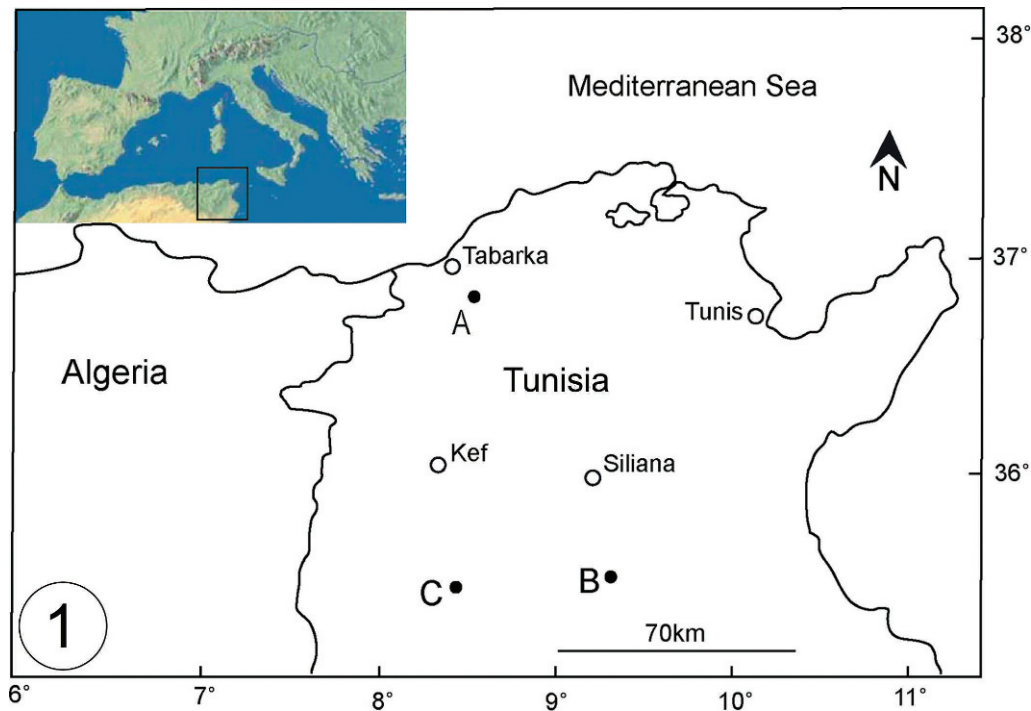 38°
Mediterranean Sea
N
Tabarka
37°
A
Tunis
Algeria
Tunisia
Kef
Siliana
36°
C
B
1
70km
6°
7°
8°
9°
10°
11°